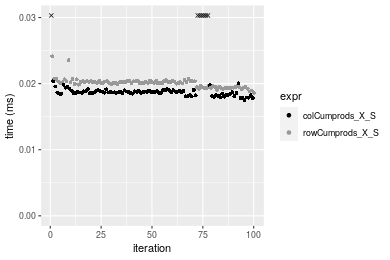 0.03
0.02
0.01
0.00
time (ms)
0
25
50
75
100
iteration
expr
colCumprods_X_S
rowCumprods_X_S